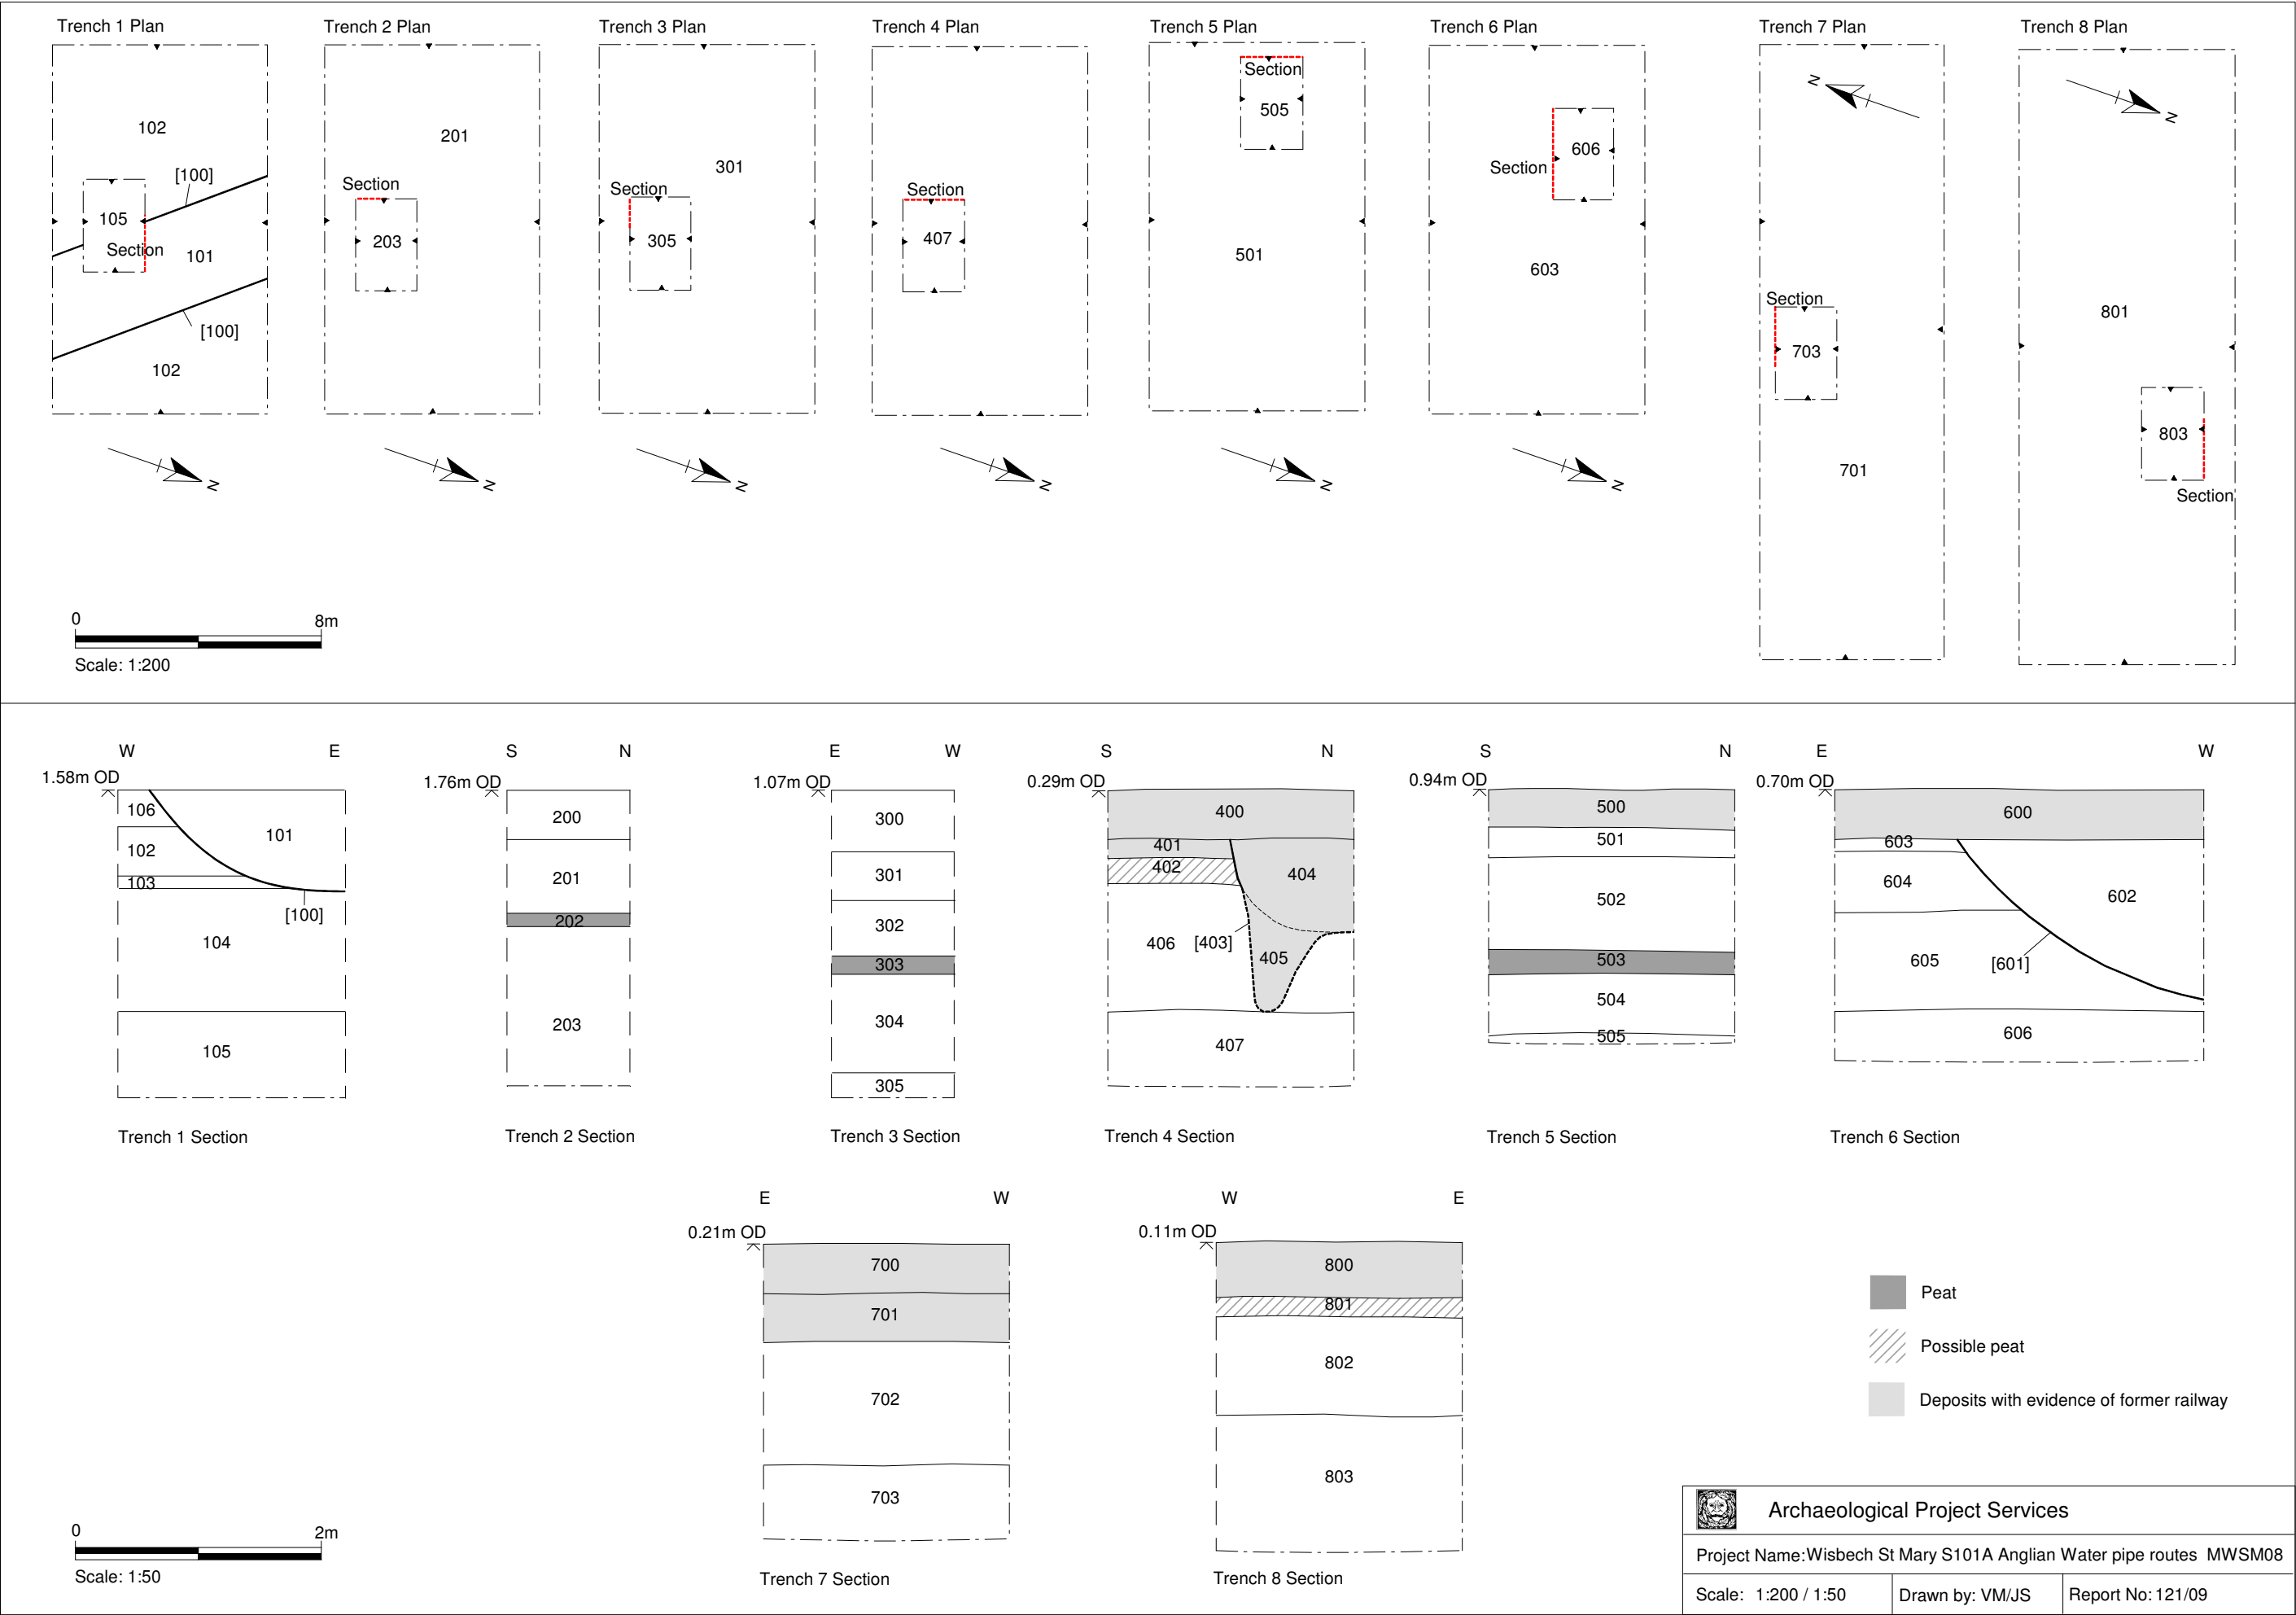 Trench 1 Plan
Trench 2 Plan
Trench 3 Plan
Trench 4 Plan
Trench 5 Plan
Trench 6 Plan
Trench 7 Plan
Trench 8 Plan
102
[100]
105
Section
101
[100]
102
N
201
Section
203
N
301
Section
305
N
Section
407
N
Section
505
501
N
606
Section
603
N
N
Section
703
701
N
801
803
Section
0 8m
Scale: 1:200
W E
1.58m OD
106
101
102
103
[100]
104
105
Trench 1 Section
S N
1.76m OD
200
201
202
203
Trench 2 Section
E W
1.07m OD
300
301
302
303
304
305
Trench 3 Section
S N
0.29m OD
400
401
402
404
406
[403]
405
407
Trench 4 Section
S N
0.94m OD
500
501
502
503
504
505
Trench 5 Section
E W
0.70m OD
600
603
604
602
605
[601]
606
Trench 6 Section
E W
0.21m OD
700
701
702
703
Trench 7 Section
W E
0.11m OD
800
801
802
803
Trench 8 Section
Peat
Possible peat
Deposits with evidence of former railway
0 2m
Scale: 1:50
Archaeological Project Services
Project Name:Wisbech St Mary S101A Anglian Water pipe routes MWSM08
Scale: 1:200 / 1:50
Drawn by: VM/JS
Report No: 121/09